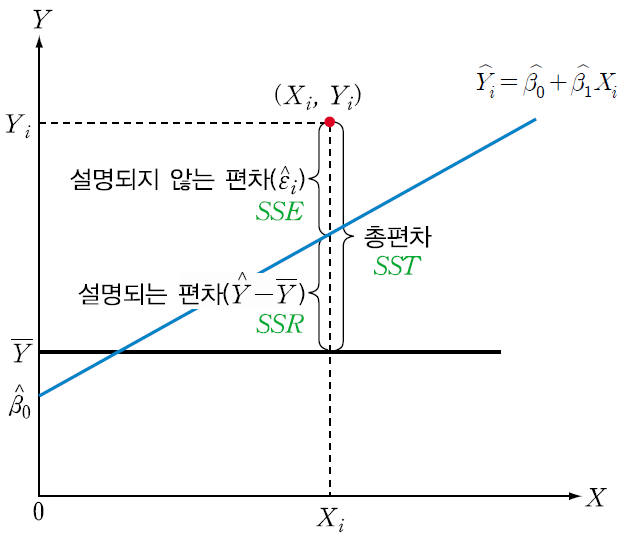 Y
Ŷᵢ = β̂₀ + β̂₁Xᵢ
(Xᵢ, Yᵢ)
Yᵢ
설명되지 않는 편차(ε̂ᵢ)
SSE
총편차
SST
설명되는 편차(Ŷ−Y̅)
SSR
Y̅
β̂₀
0
Xᵢ
X